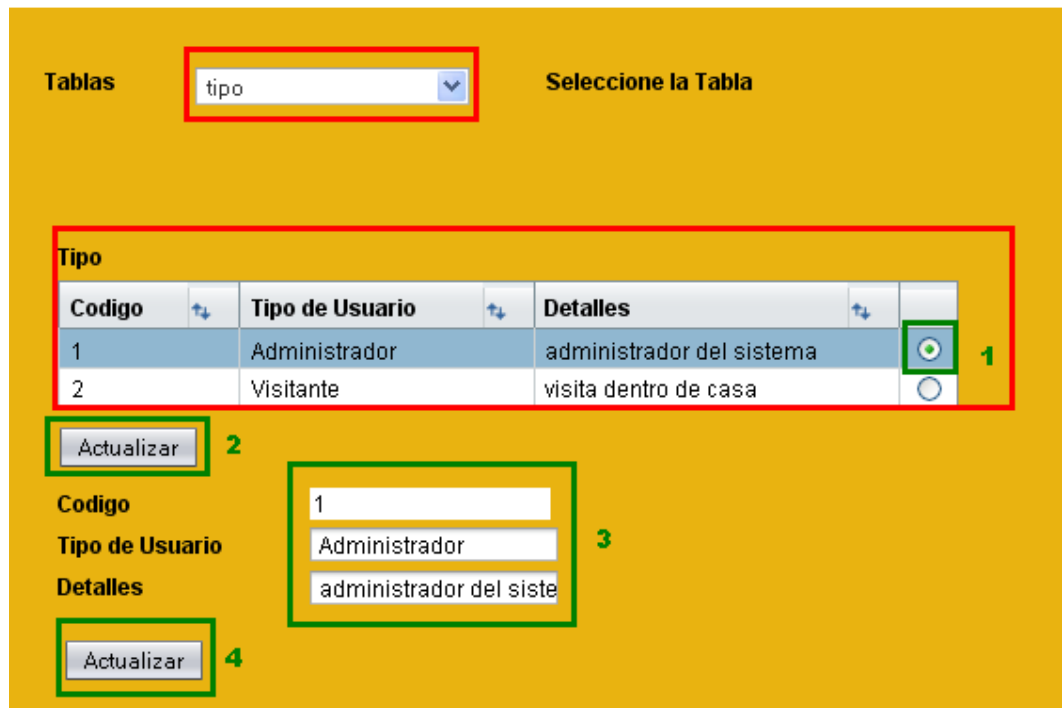 Tablas tipo Seleccione la Tabla
Tipo
Codigo Tipo de Usuario Detalles
1 Administrador administrador del sistema 1
2 Visitante visita dentro de casa
Actualizar 2
Codigo 1
Tipo de Usuario Administrador 3
Detalles administrador del siste
Actualizar 4